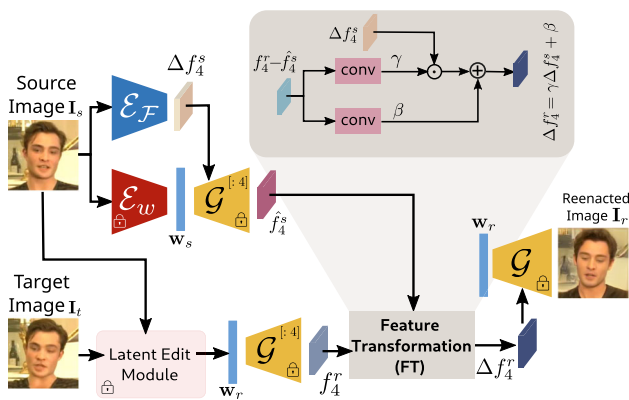 Source
Image I_s
ℰ_ℱ
Δf_4^s
ℰ_w
w_s
𝒢 [: 4]
f̂_4^s
Δf_4^s
f_4^r−f̂_4^s
conv
γ
conv
β
Δf_4^r = γΔf_4^s + β
Target
Image I_t
Latent Edit
Module
w_r
𝒢 [: 4]
f_4^r
Feature
Transformation
(FT)
Δf_4^r
w_r
𝒢
Reenacted
Image I_r